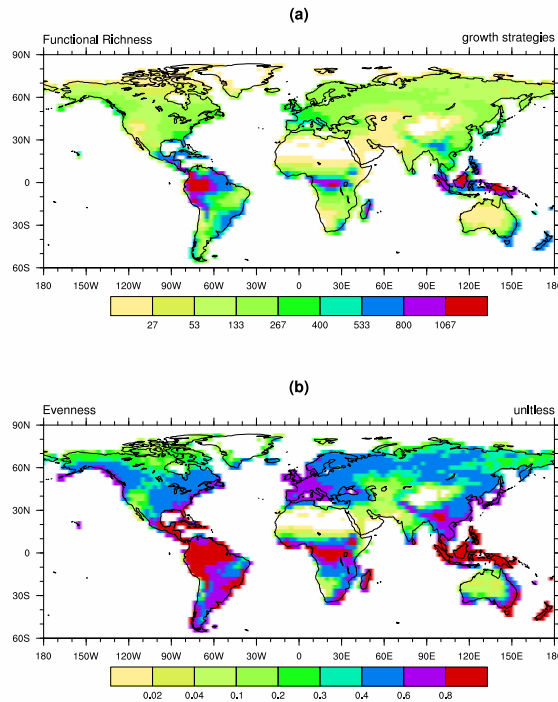 (a)
Functional Richness growth strategies
90N
60N
30N
0
30S
60S
180 150W 120W 90W 60W 30W 0 30E 60E 90E 120E 150E 180
27 53 133 267 400 533 800 1067
(b)
Evenness unitless
90N
60N
30N
0
30S
60S
180 150W 120W 90W 60W 30W 0 30E 60E 90E 120E 150E 180
0.02 0.04 0.1 0.2 0.3 0.4 0.6 0.8